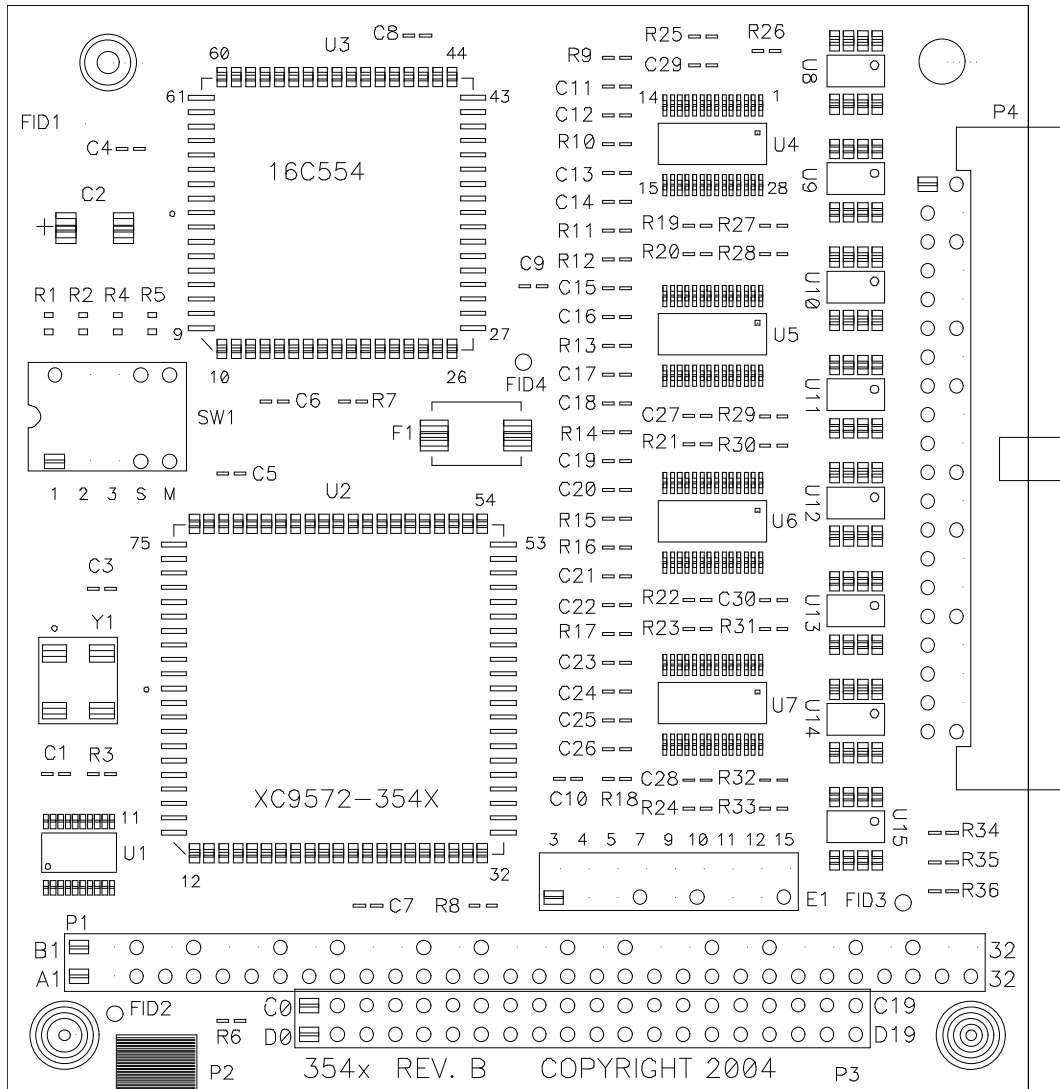 C8 R25 R26
60 U3 44 R9 C29 U8
61 43 C11 14 1 P4
FID1 C12
C4 16C554 R10 U4
C13 15 28 U9
C2 C14
+ R11 R19 R27
R12 R20 R28
C9 C15 U10
R1 R2 R4 R5 C16
9 27 R13 U5
10 26 FID4 C17
C6 R7 C18 U11
SW1 F1 C27 R29
R14 R21 R30
C5 C19
1 2 3 S M U2 54 C20 U12
R15 U6
75 53 R16
C3 C21
C22 R22 C30 U13
Y1 R17 R23 R31
C23
C24 U7
C25 U14
C1 R3 C26
C10 R18 C28 R32
XC9572-354X R24 R33
11 3 4 5 7 9 10 11 12 15 U15 R34
U1 R35
12 32 R36
C7 R8 E1 FID3
P1
B1 32
A1 32
FID2 C0 C19
R6 D0 D19
P2 354x REV. B COPYRIGHT 2004 P3